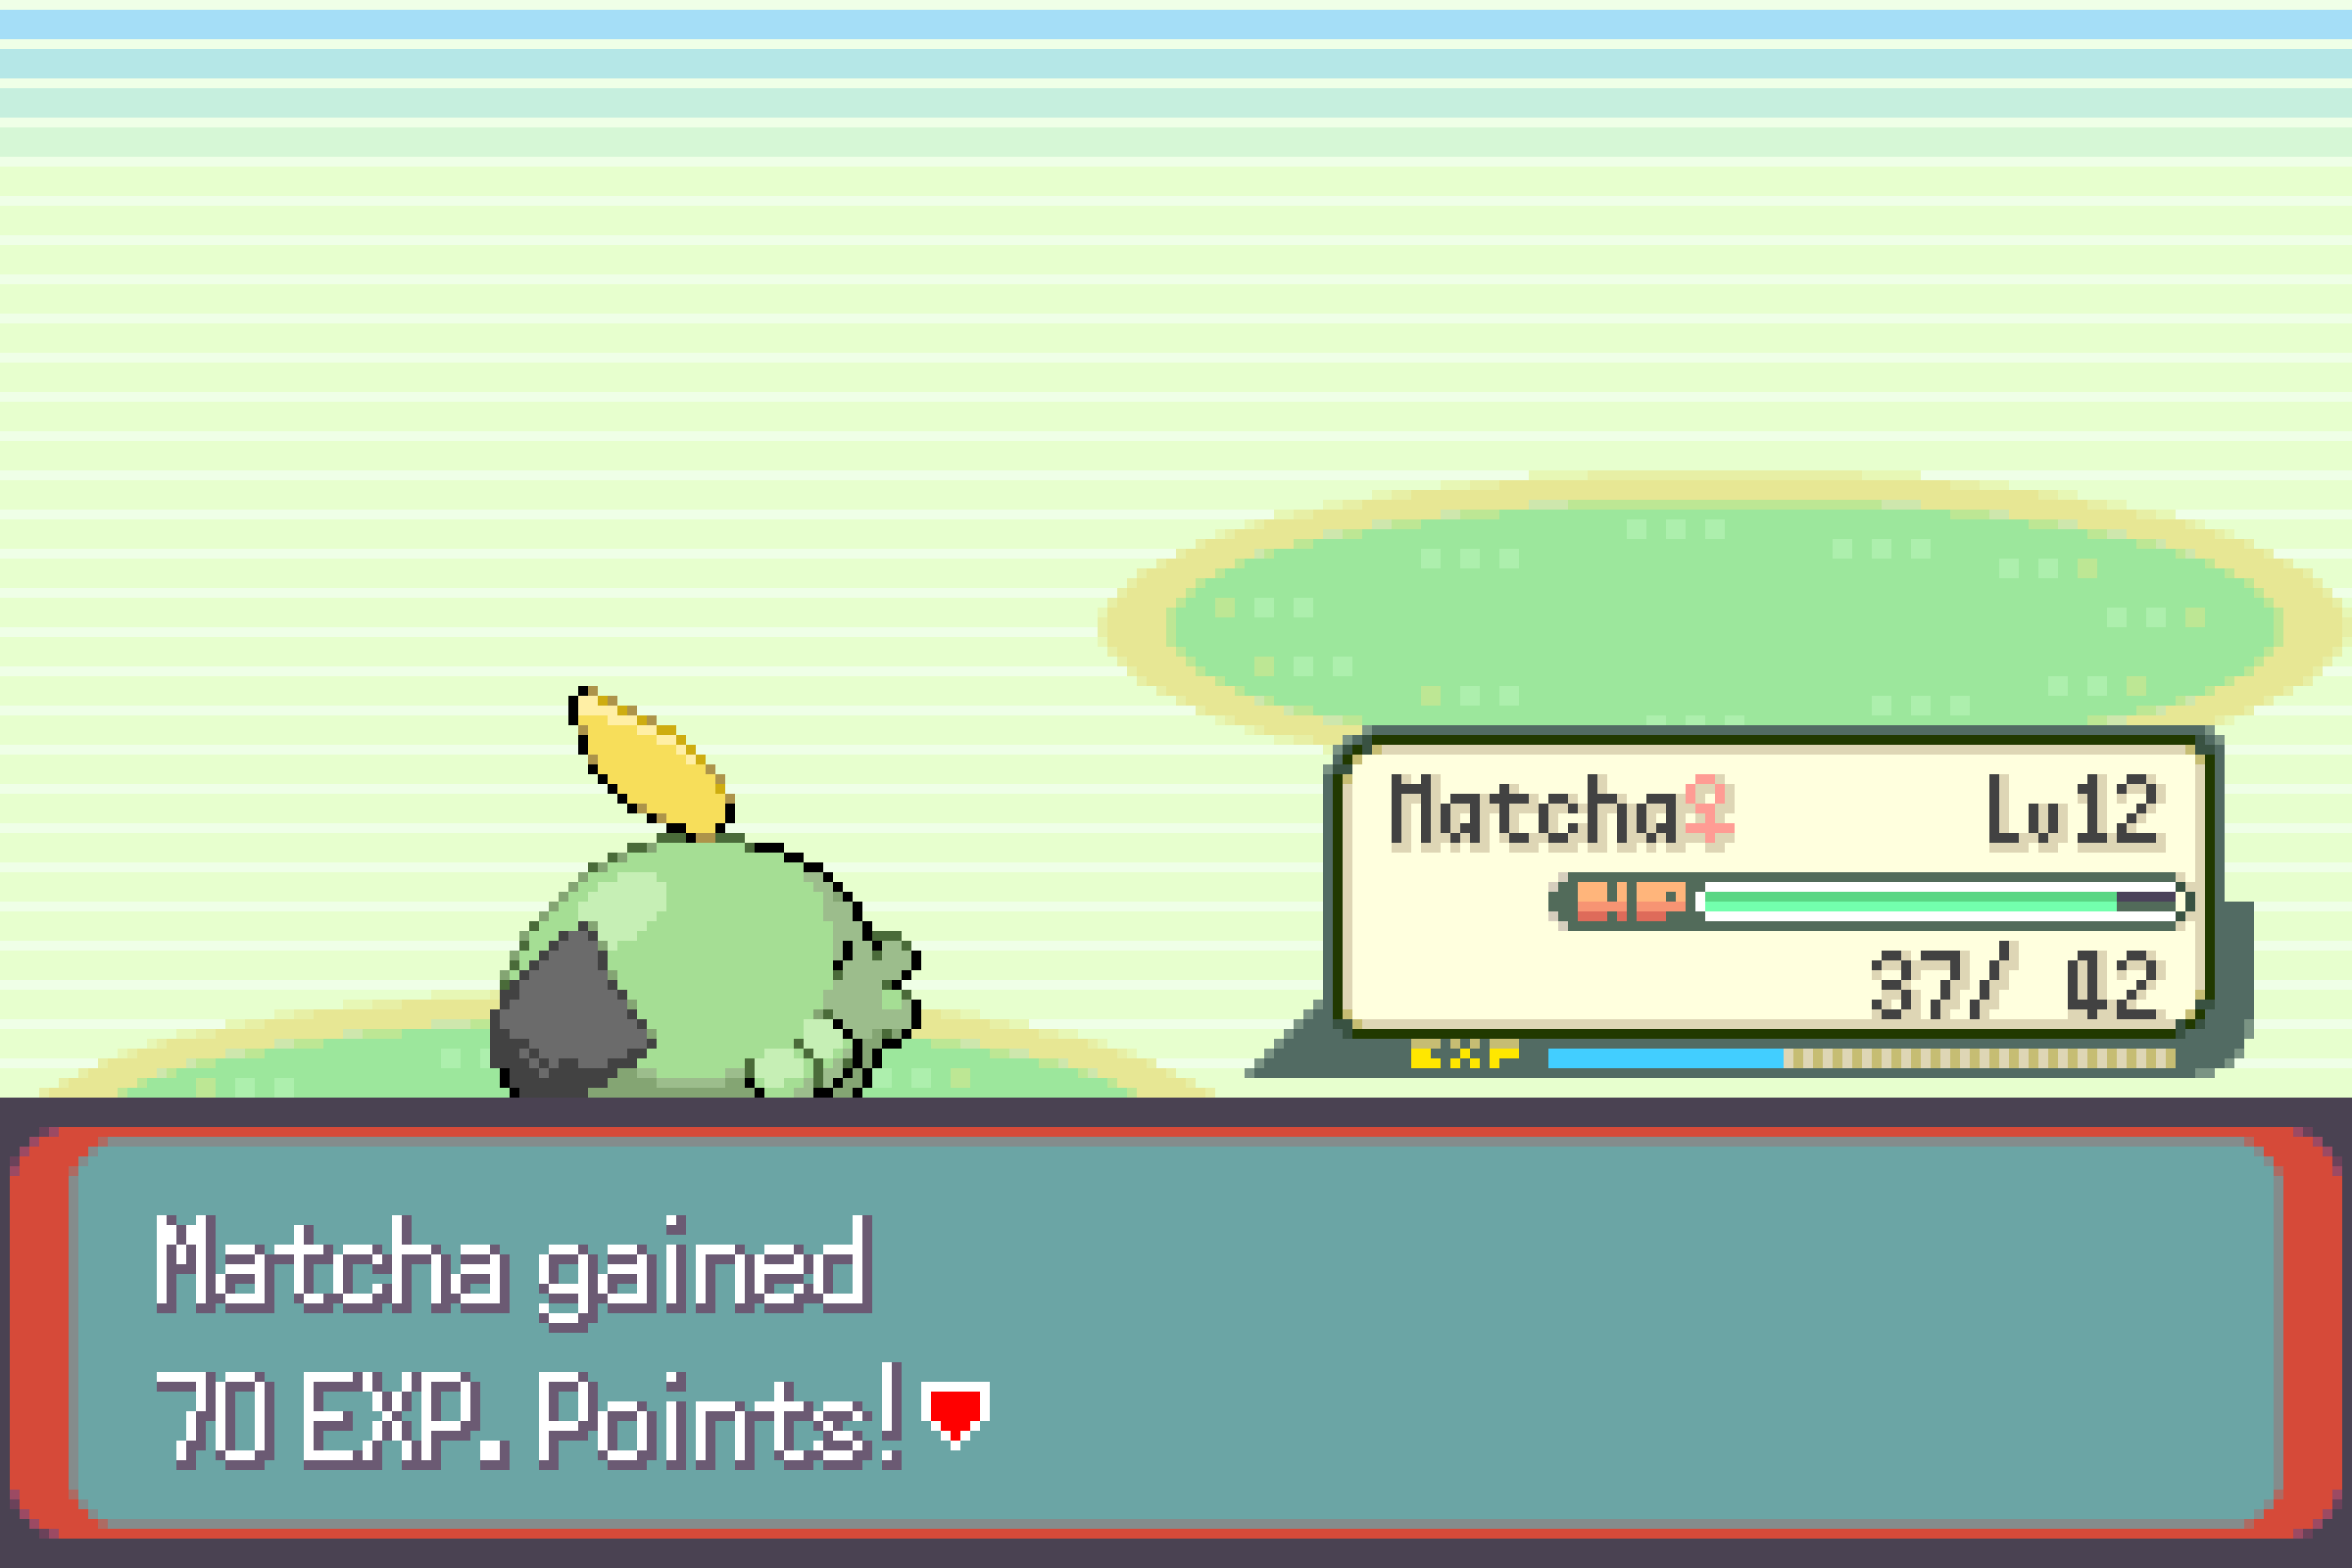 Matcha♀ Lv12
HP
37/ 42
EXP
Matcha gained
70 EXP. Points!